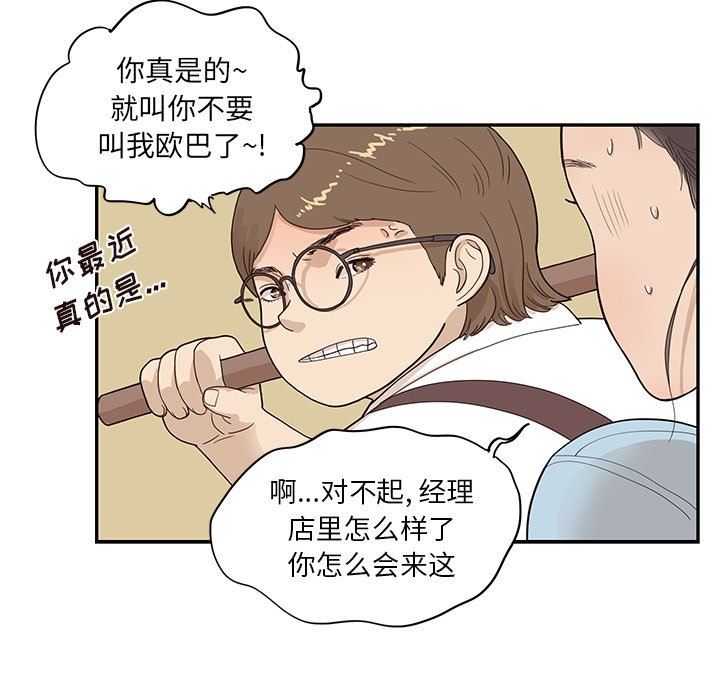 你真是的~
就叫你不要
叫我欧巴了~!
你最近
真的是...
啊...对不起,经理
店里怎么样了
你怎么会来这